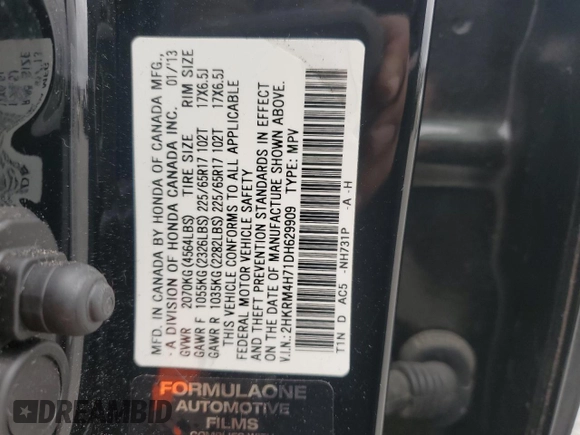 MFD. IN CANADA BY HONDA OF CANADA MFG.,
A DIVISION OF HONDA CANADA INC. 01/'13
GVWR 2070KG(4564LBS) TIRE SIZE RIM SIZE
GAWR F 1055KG(2326LBS) 225/65R17 102T 17X6.5J
GAWR R 1035KG(2282LBS) 225/65R17 102T 17X6.5J
THIS VEHICLE CONFORMS TO ALL APPLICABLE
FEDERAL MOTOR VEHICLE SAFETY
AND THEFT PREVENTION STANDARDS IN EFFECT
ON THE DATE OF MANUFACTURE SHOWN ABOVE.
V.I.N.: 2HKRM4H71DH629909 TYPE: MPV
T1N D AC5 -NH731P -A -H
FORMULAONE
AUTOMOTIVE
FILMS
DREAMBID